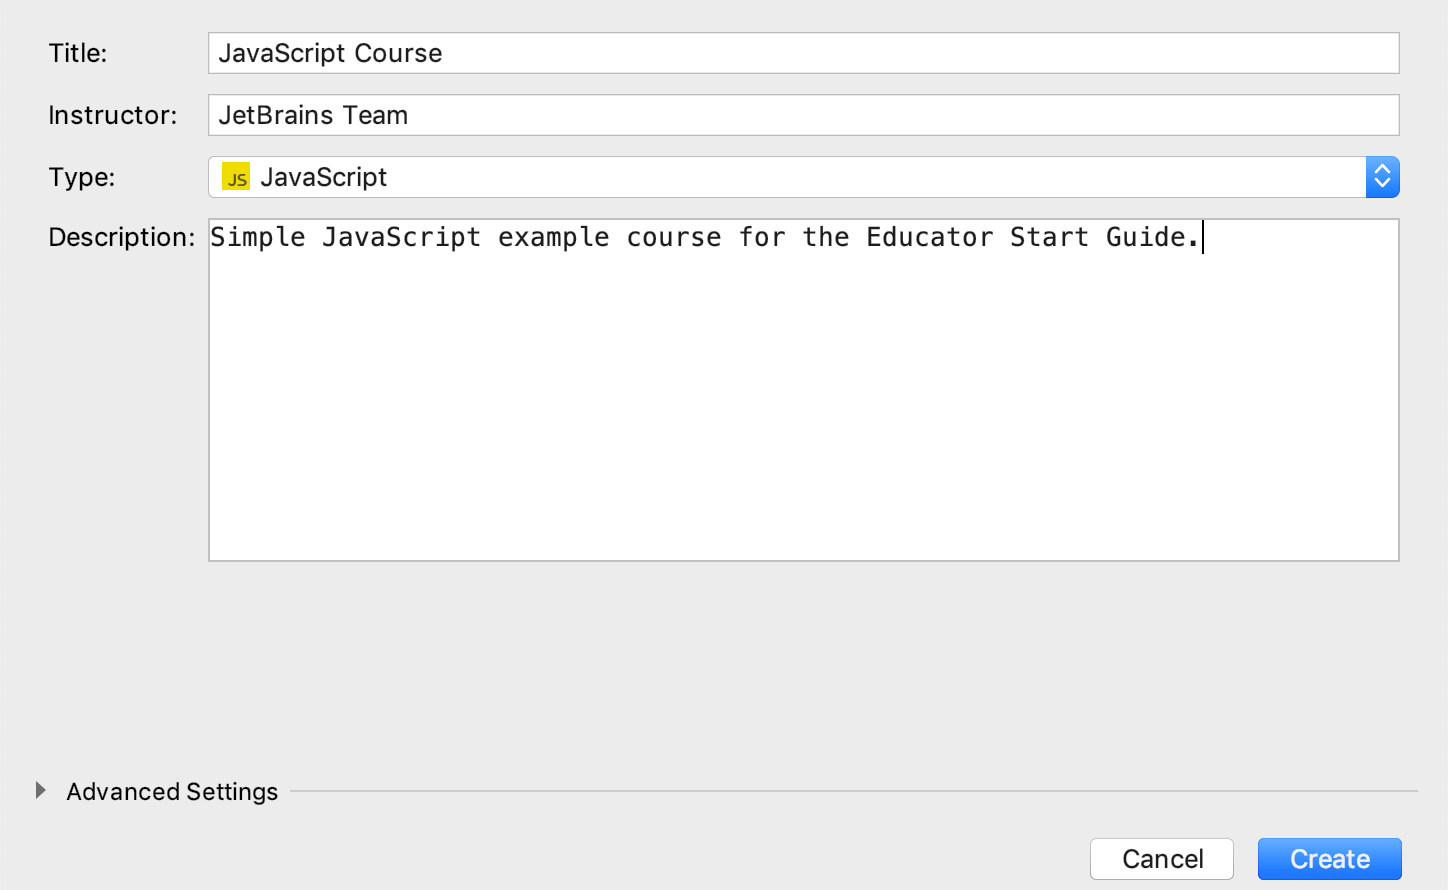 Title: JavaScript Course
Instructor: JetBrains Team
Type: JS JavaScript
Description: Simple JavaScript example course for the Educator Start Guide.
Advanced Settings
Cancel Create